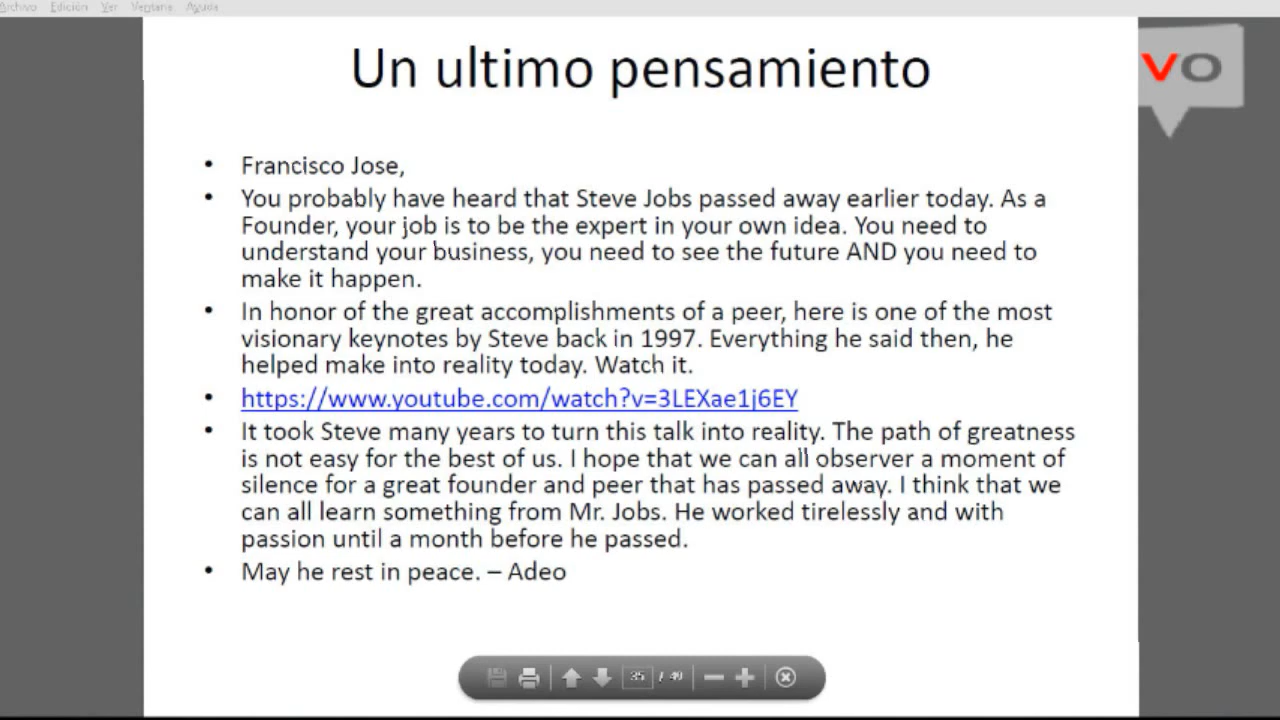 Archivo Edición Ver Ventana Ayuda
Un ultimo pensamiento
VO
• Francisco Jose,
• You probably have heard that Steve Jobs passed away earlier today. As a
Founder, your job is to be the expert in your own idea. You need to
understand your business, you need to see the future AND you need to
make it happen.
• In honor of the great accomplishments of a peer, here is one of the most
visionary keynotes by Steve back in 1997. Everything he said then, he
helped make into reality today. Watch it.
• https://www.youtube.com/watch?v=3LEXae1j6EY
• It took Steve many years to turn this talk into reality. The path of greatness
is not easy for the best of us. I hope that we can all observer a moment of
silence for a great founder and peer that has passed away. I think that we
can all learn something from Mr. Jobs. He worked tirelessly and with
passion until a month before he passed.
• May he rest in peace. – Adeo
35 / 49